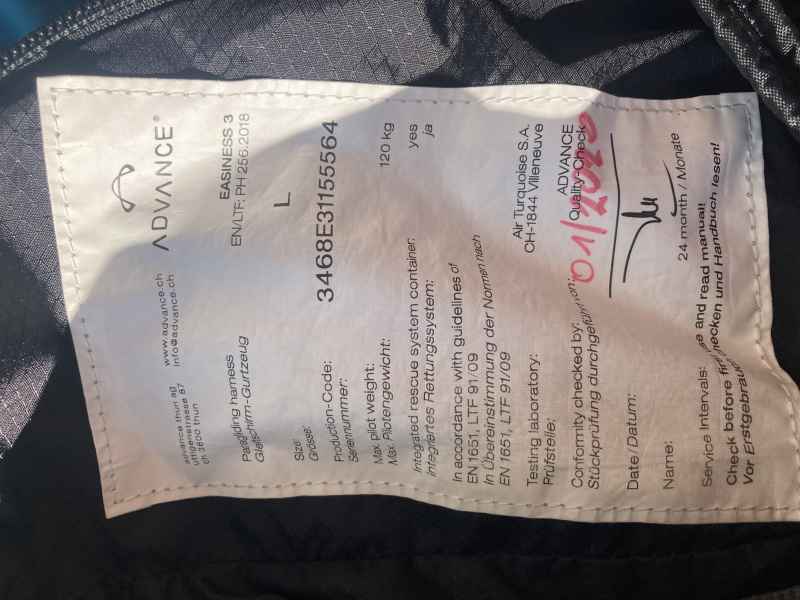 ADVANCE®
advance thun ag
uttigenstrasse 87
ch 3600 thun
www.advance.ch
info@advance.ch
Paragliding harness EASINESS 3
Gleitschirm-Gurtzeug EN/LTF: PH 256.2018
Size: L
Grösse:
Production-Code: 3468E31155564
Seriennummer:
Max. pilot weight: 120 kg
Max. Pilotengewicht:
Integrated rescue system container: yes
Integriertes Rettungssystem: ja
In accordance with guidelines of
EN 1651, LTF 91/09
In Übereinstimmung der Normen nach
EN 1651, LTF 91/09
Testing laboratory: Air Turquoise S.A.
Prüfstelle: CH-1844 Villeneuve
Conformity checked by: ADVANCE
Stückprüfung durchgeführt von: Quality-Check
Date / Datum: 01/2020
Name:
Service Intervals: 24 month / Monate
Check before first use and read manual!
Vor Erstgebrauch checken und Handbuch lesen!